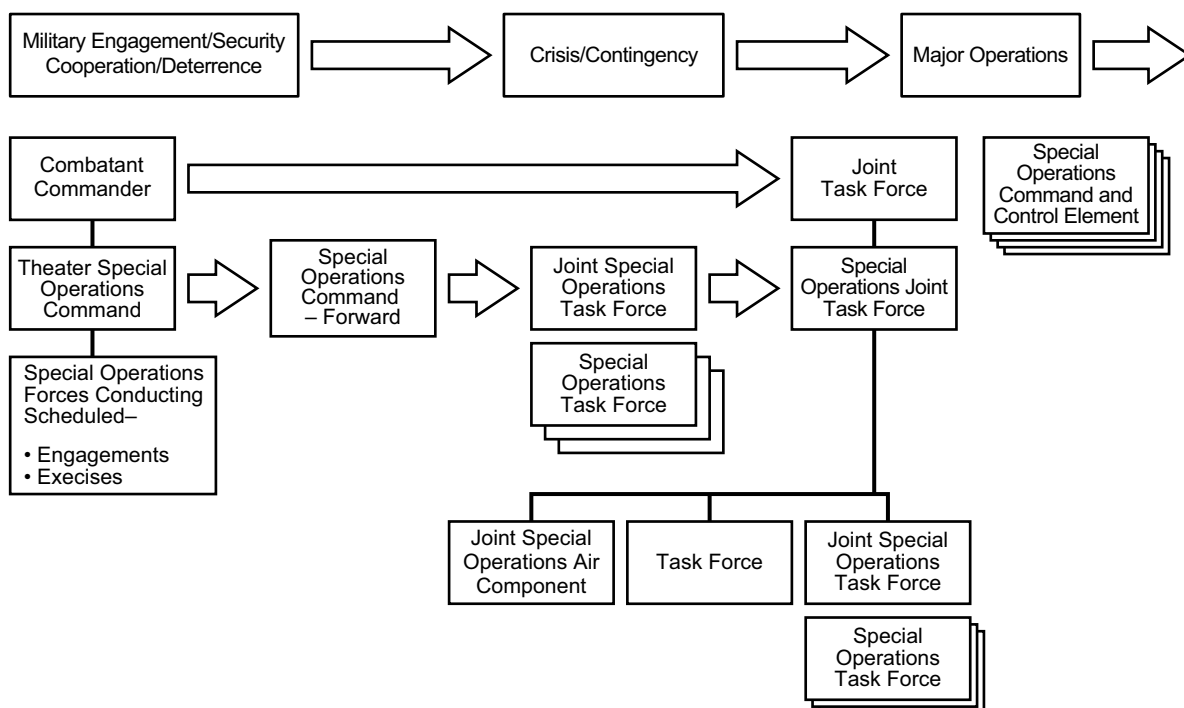 Military Engagement/Security
Cooperation/Deterrence
Crisis/Contingency
Major Operations
Combatant
Commander
Joint
Task Force
Special
Operations
Command and
Control Element
Theater Special
Operations
Command
Special
Operations
Command
– Forward
Joint Special
Operations
Task Force
Special
Operations Joint
Task Force
Special Operations
Forces Conducting
Scheduled–
• Engagements
• Execises
Special
Operations
Task Force
Joint Special
Operations Air
Component
Task Force
Joint Special
Operations
Task Force
Special
Operations
Task Force